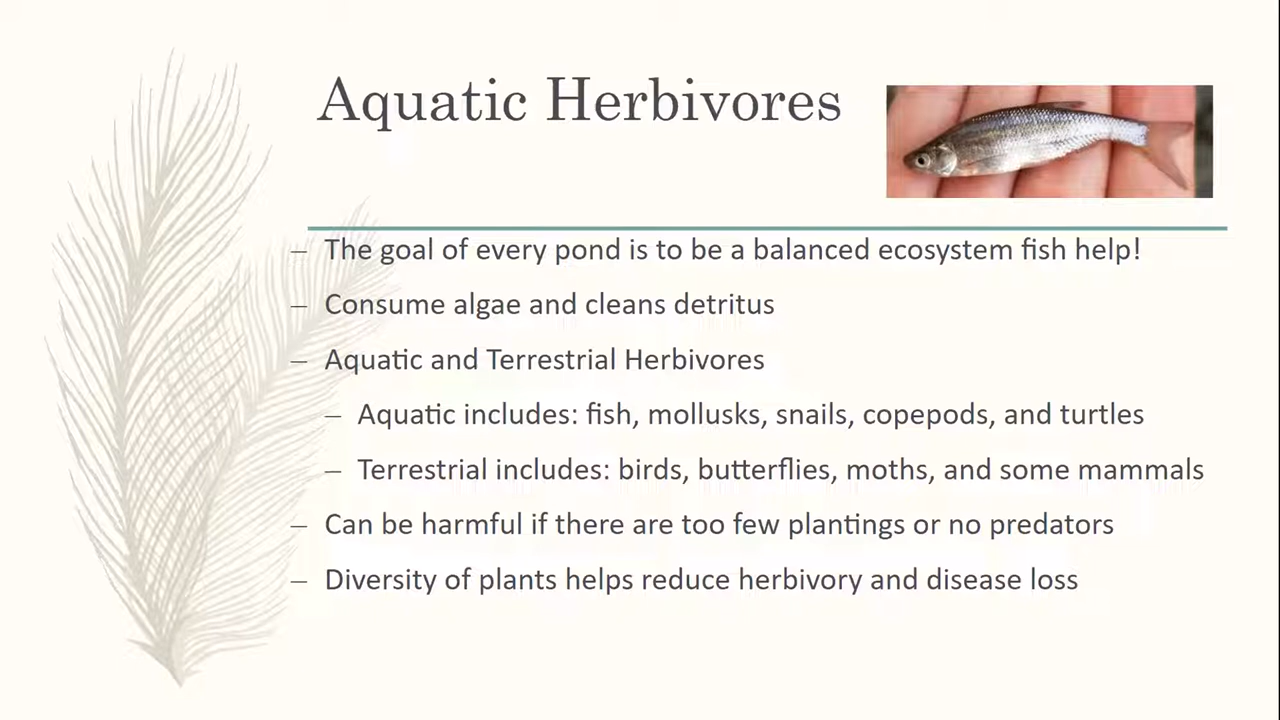 Aquatic Herbivores
– The goal of every pond is to be a balanced ecosystem fish help!
– Consume algae and cleans detritus
– Aquatic and Terrestrial Herbivores
– Aquatic includes: fish, mollusks, snails, copepods, and turtles
– Terrestrial includes: birds, butterflies, moths, and some mammals
– Can be harmful if there are too few plantings or no predators
– Diversity of plants helps reduce herbivory and disease loss